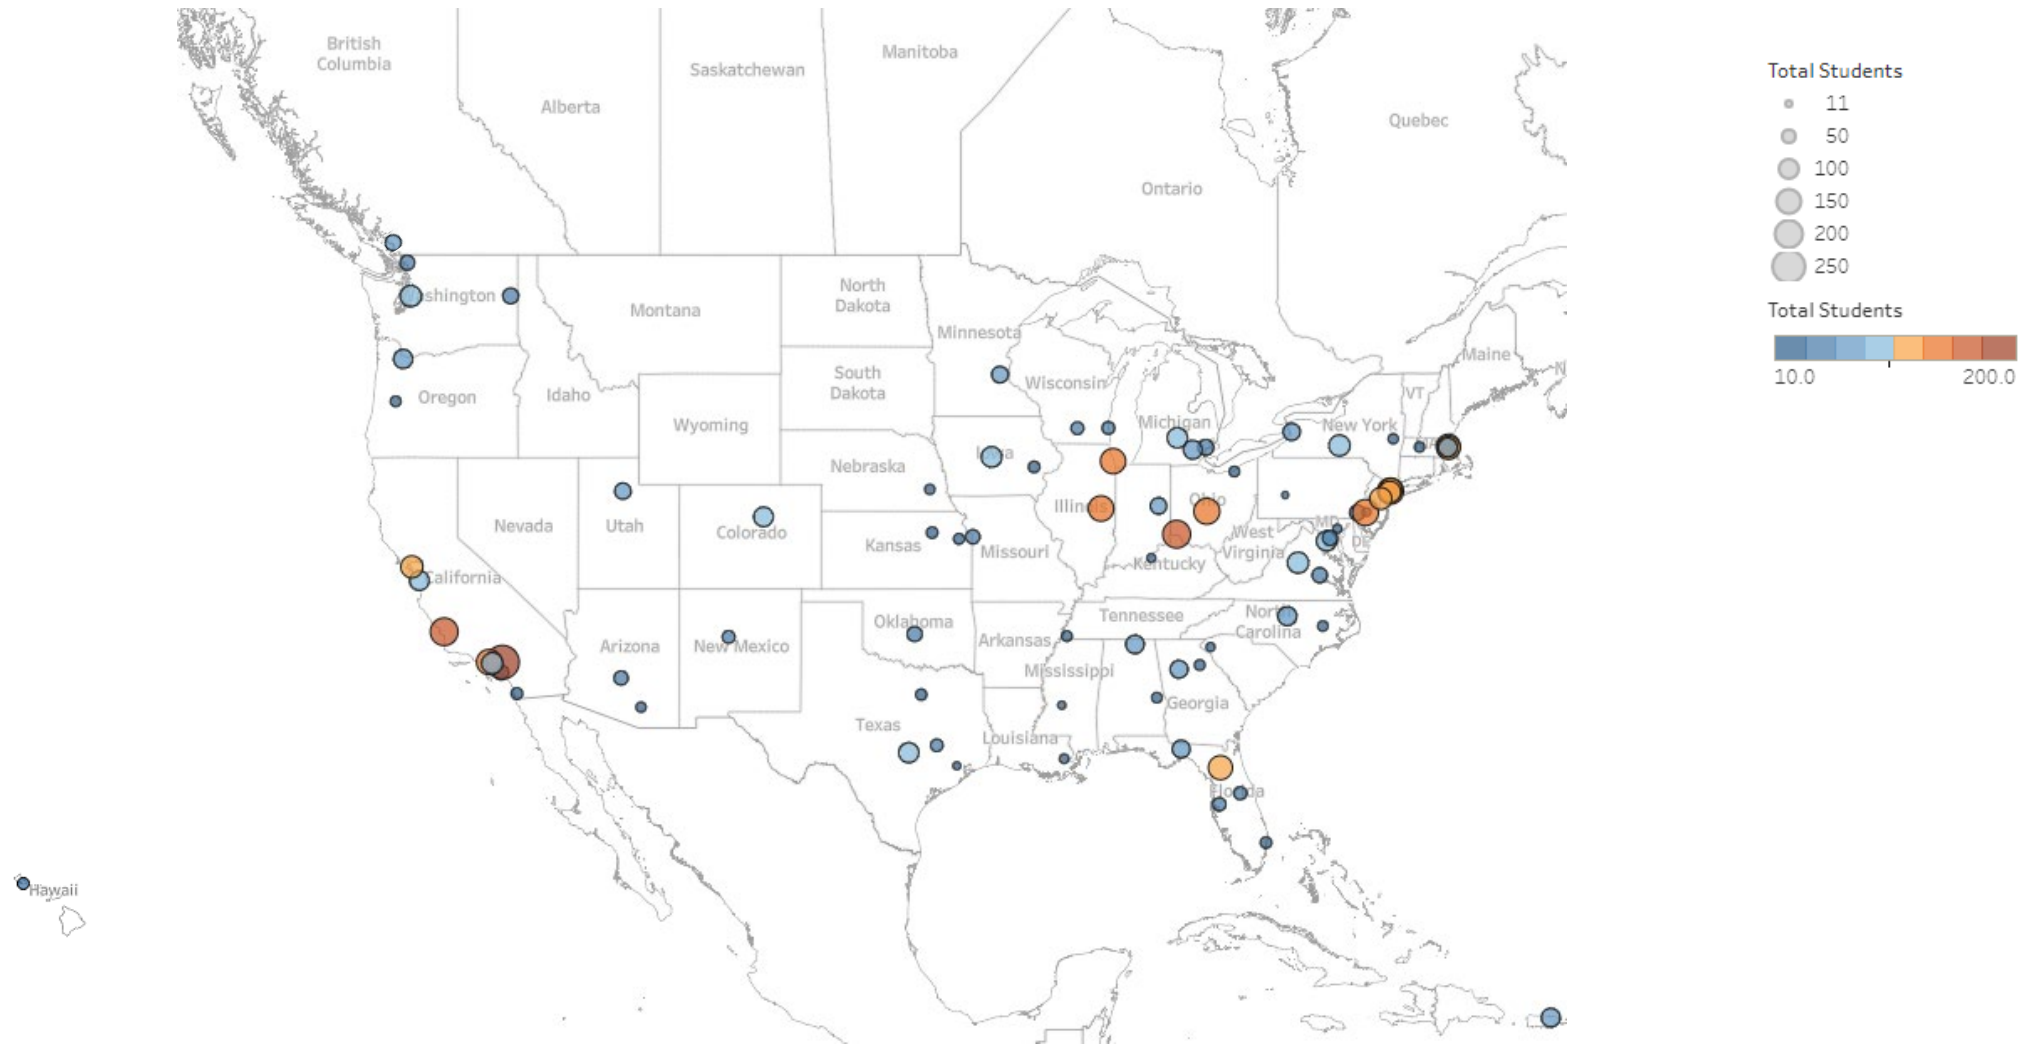 British
Columbia
Alberta
Saskatchewan
Manitoba
Ontario
Quebec
shington
Montana
North
Dakota
Minnesota
Maine
N
South
Dakota
Wisconsin
Oregon
Idaho
Wyoming
VT
Michigan
New York
Nebraska
Nevada
Utah
Colorado
Kansas
Missouri
Illinois
Ohio
West
Virginia
MD
Kentucky
California
Arizona
New Mexico
Oklahoma
Arkansas
Tennessee
North
Carolina
Mississippi
Georgia
Texas
Louisiana
Florida
Hawaii
Total Students
11
50
100
150
200
250
Total Students
10.0 200.0